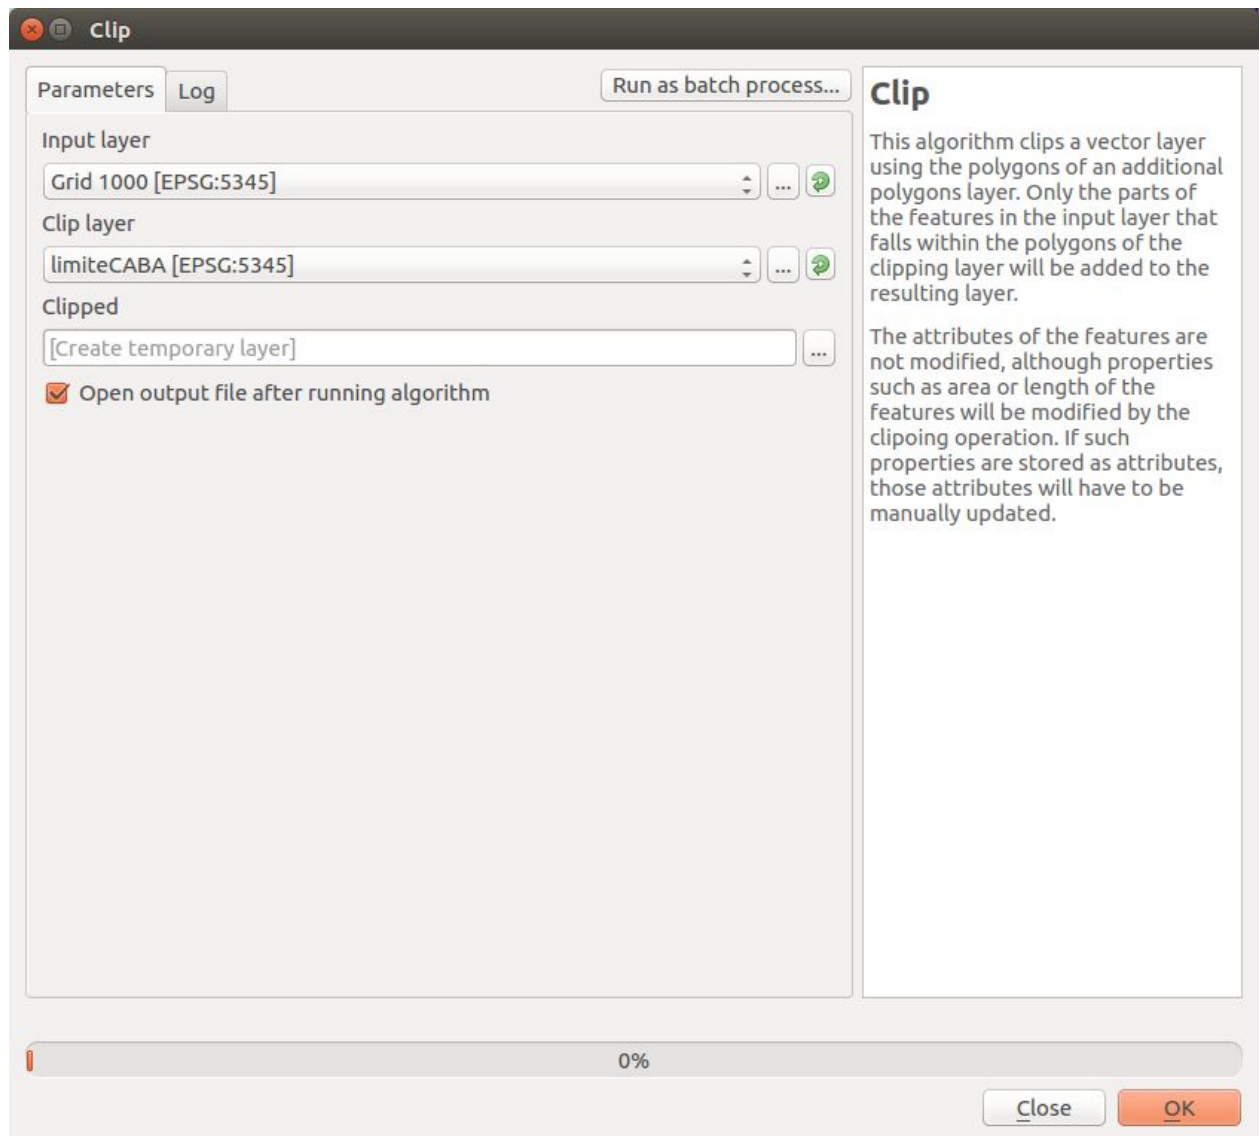 Clip
Parameters
Log
Run as batch process...
Input layer
Grid 1000 [EPSG:5345]
...
Clip layer
limiteCABA [EPSG:5345]
...
Clipped
[Create temporary layer]
...
Open output file after running algorithm
Clip
This algorithm clips a vector layer
using the polygons of an additional
polygons layer. Only the parts of
the features in the input layer that
falls within the polygons of the
clipping layer will be added to the
resulting layer.
The attributes of the features are
not modified, although properties
such as area or length of the
features will be modified by the
clipoing operation. If such
properties are stored as attributes,
those attributes will have to be
manually updated.
0%
Close
OK